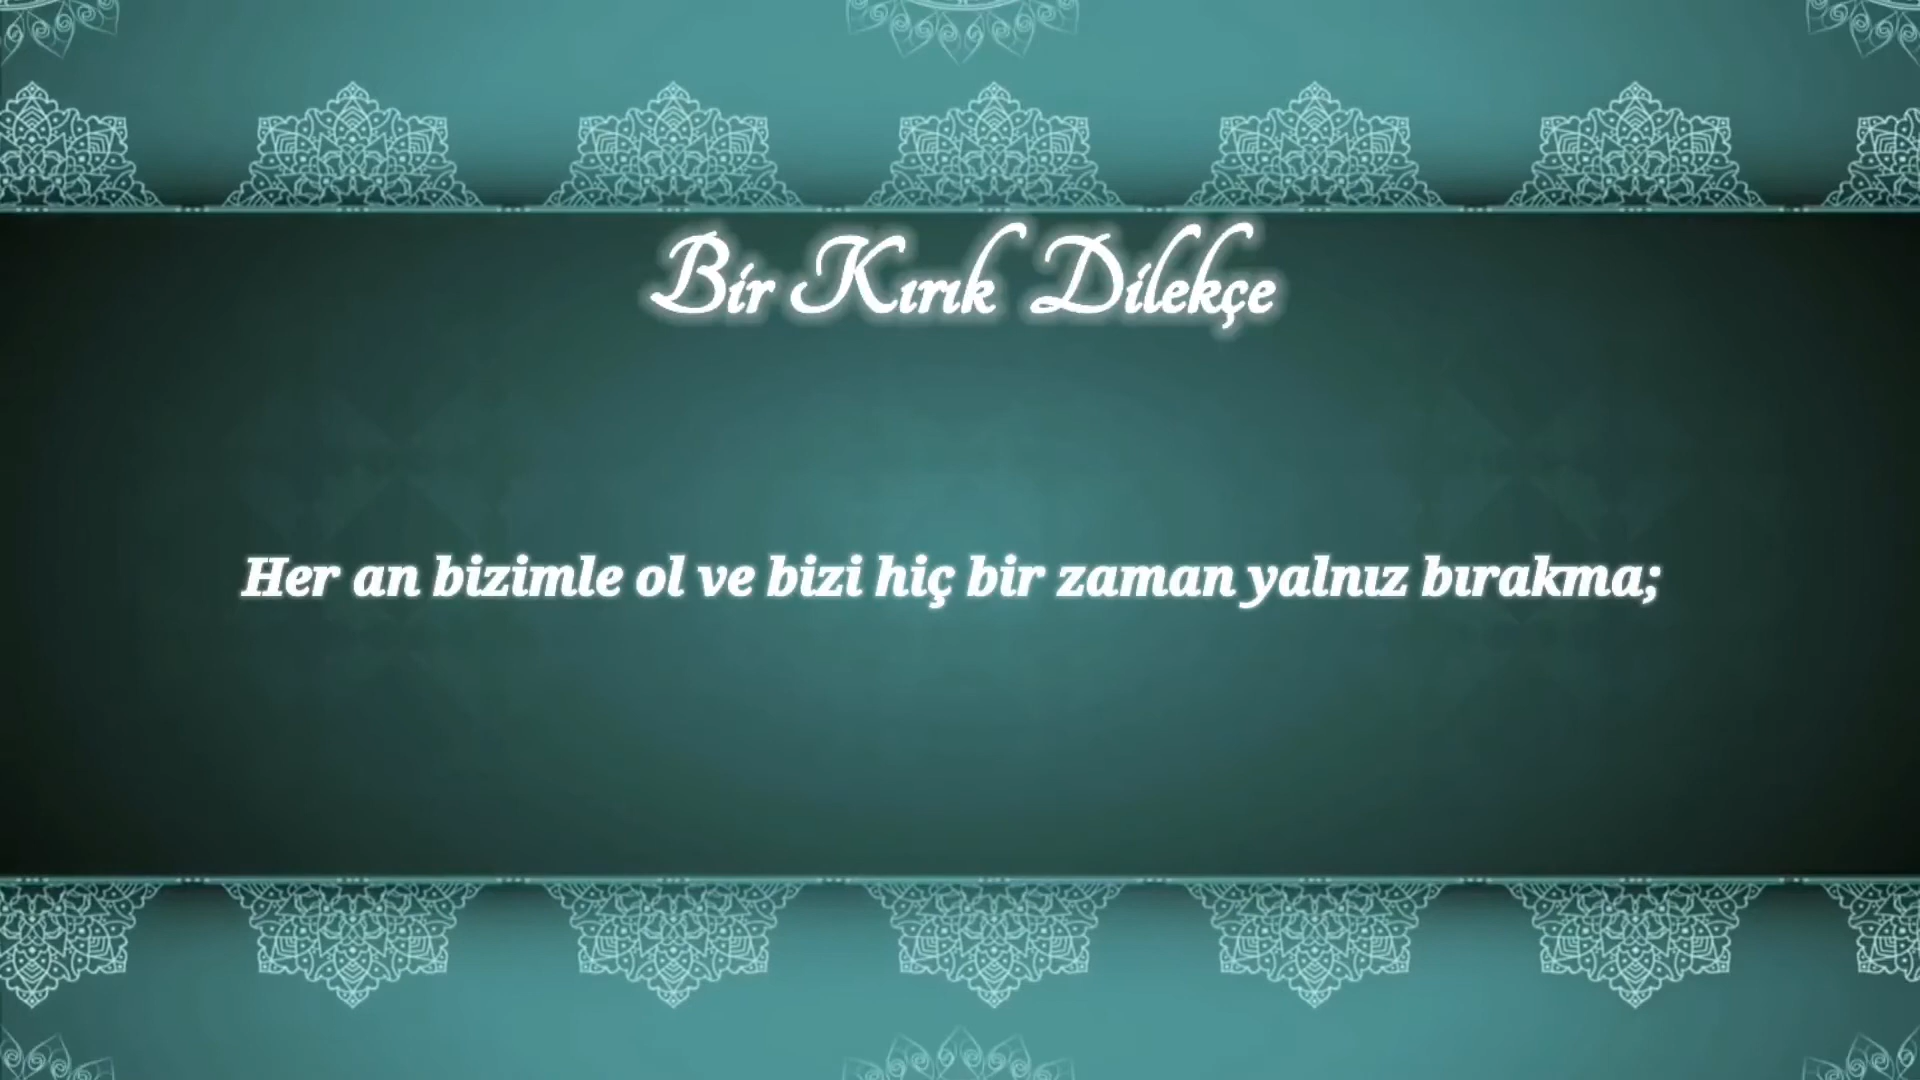 Bir Kırık Dilekçe
Her an bizimle ol ve bizi hiç bir zaman yalnız bırakma;